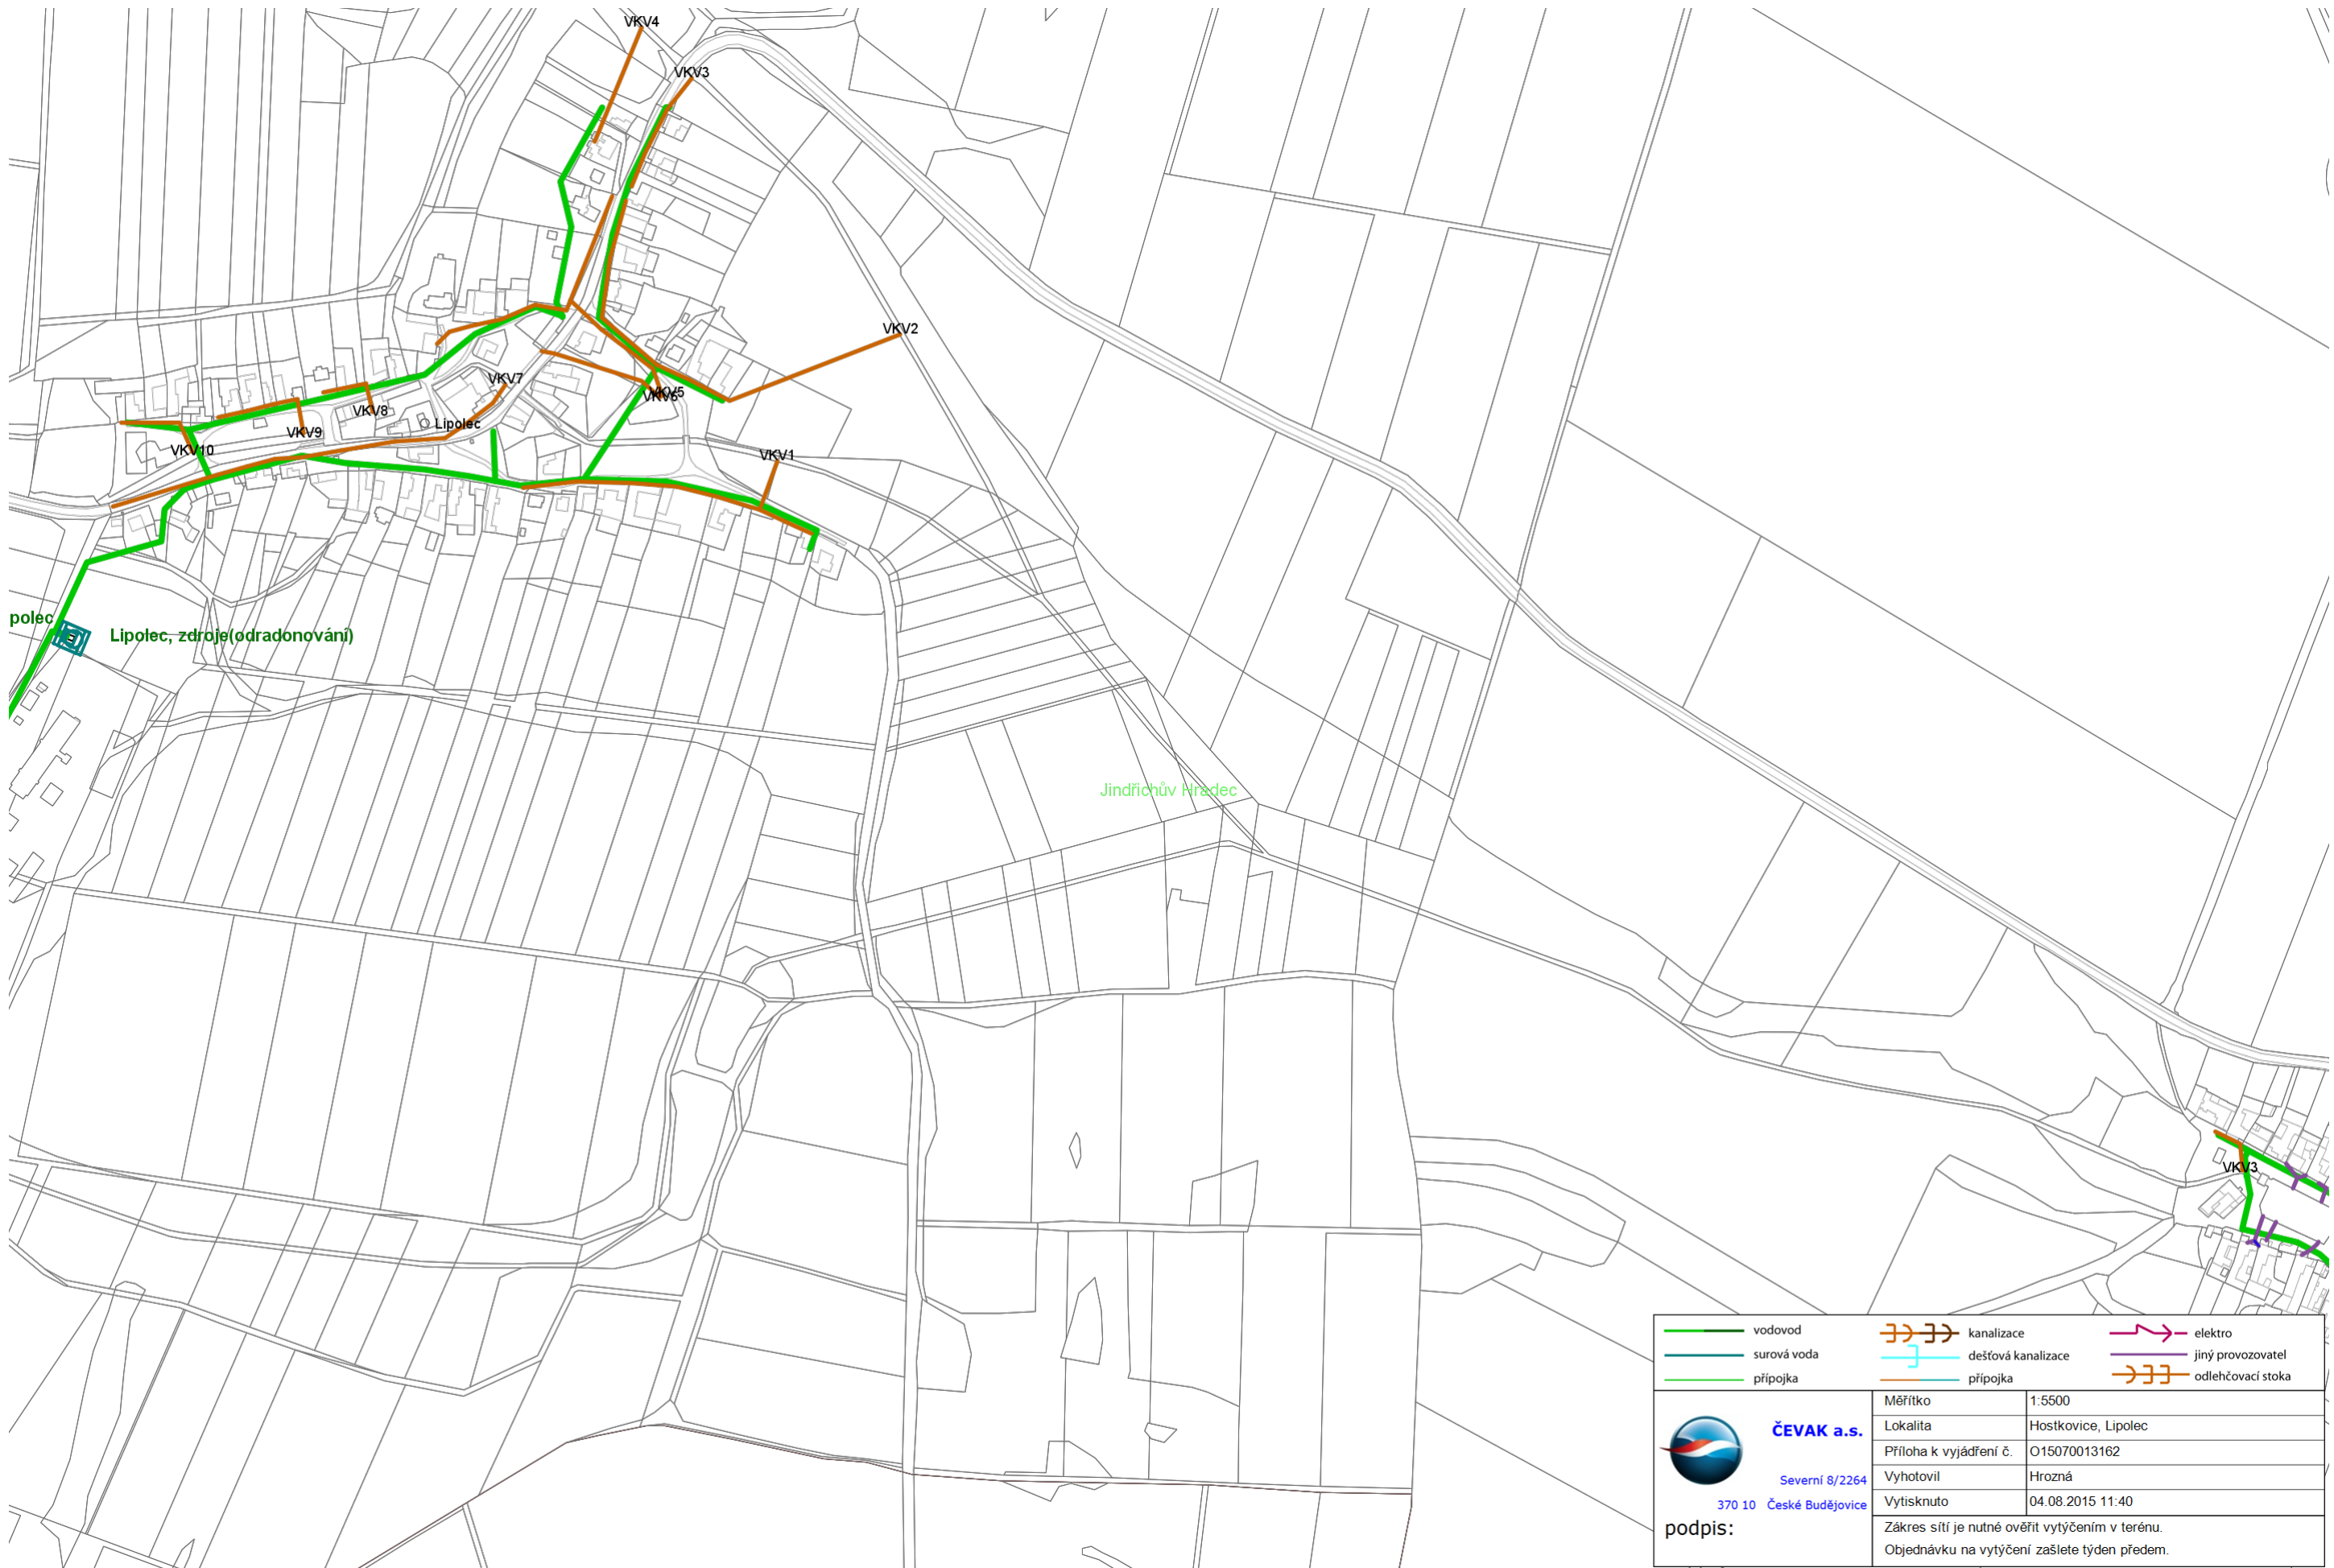 VKV4
VKV3
VKV2
VKV7
VKV5
VKV8
Lipolec
VKV9
VKV10
VKV1
polec
Lipolec, zdroje(odradonování)
Jindřichův Hradec
VKV3
vodovod
kanalizace
elektro
surová voda
dešťová kanalizace
jiný provozovatel
přípojka
přípojka
odlehčovací stoka
ČEVAK a.s.
Severní 8/2264
370 10 České Budějovice
podpis:
Měřítko 1:5500
Lokalita Hostkovice, Lipolec
Příloha k vyjádření č. O15070013162
Vyhotovil Hrozná
Vytisknuto 04.08.2015 11:40
Zákres sítí je nutné ověřit vytýčením v terénu.
Objednávku na vytýčení zašlete týden předem.